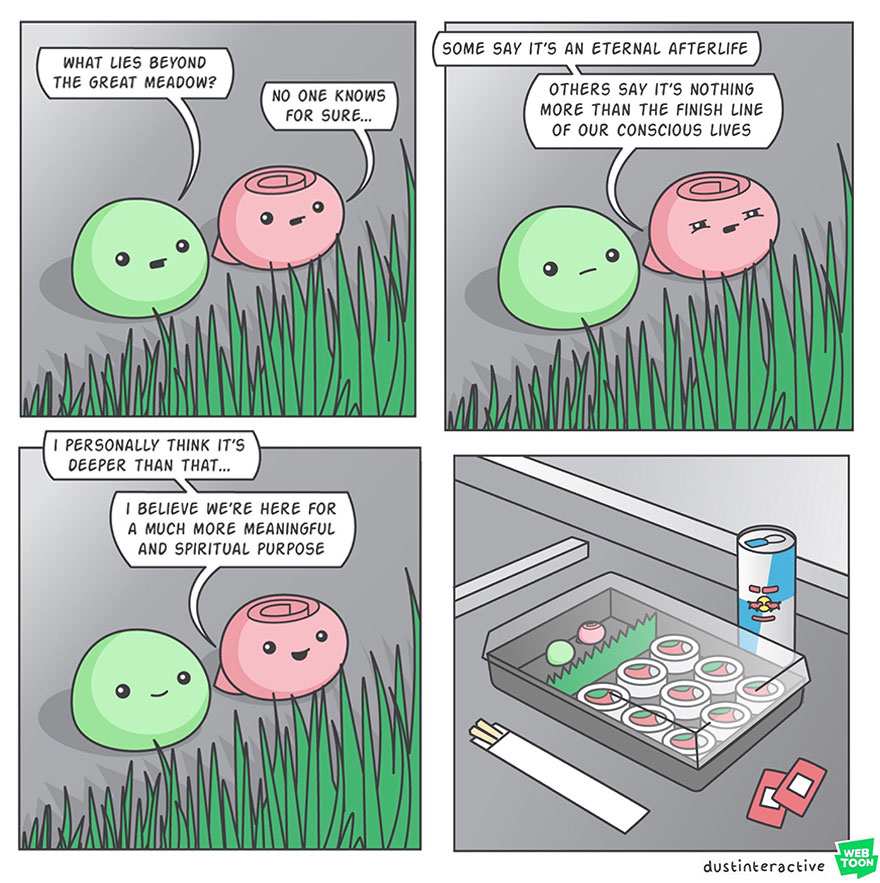 WHAT LIES BEYOND
THE GREAT MEADOW?
NO ONE KNOWS
FOR SURE...
SOME SAY IT'S AN ETERNAL AFTERLIFE
OTHERS SAY IT'S NOTHING
MORE THAN THE FINISH LINE
OF OUR CONSCIOUS LIVES
I PERSONALLY THINK IT'S
DEEPER THAN THAT...
I BELIEVE WE'RE HERE FOR
A MUCH MORE MEANINGFUL
AND SPIRITUAL PURPOSE
dustinteractive
WEB
TOON